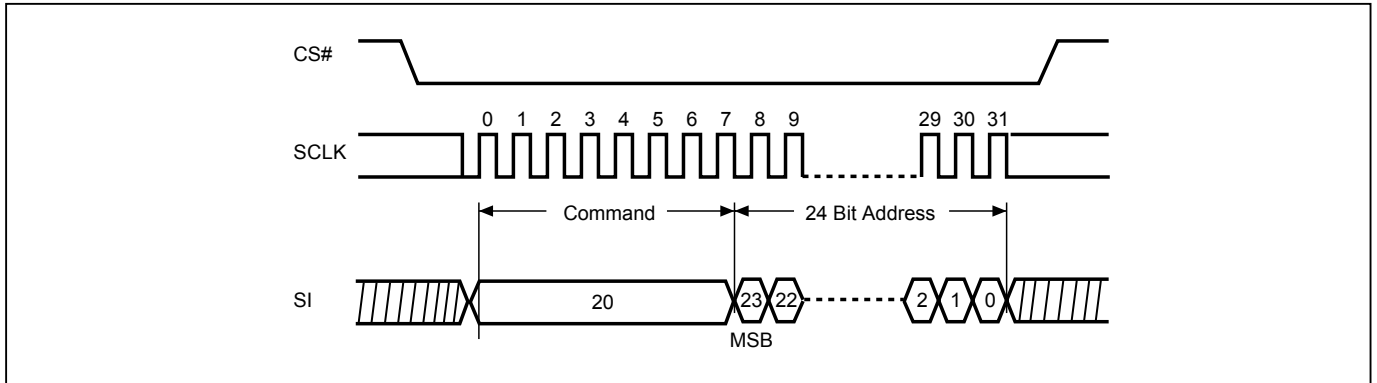 CS#
0 1 2 3 4 5 6 7 8 9 29 30 31
SCLK
Command 24 Bit Address
SI 20 23 22 2 1 0
MSB